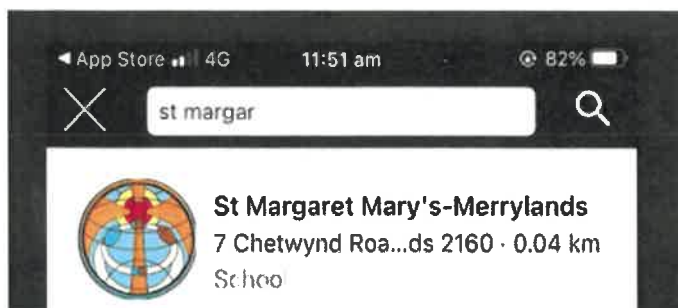 ◀ App Store 4G 11:51 am 82%
st margar
St Margaret Mary's-Merrylands
7 Chetwynd Roa...ds 2160 · 0.04 km
School